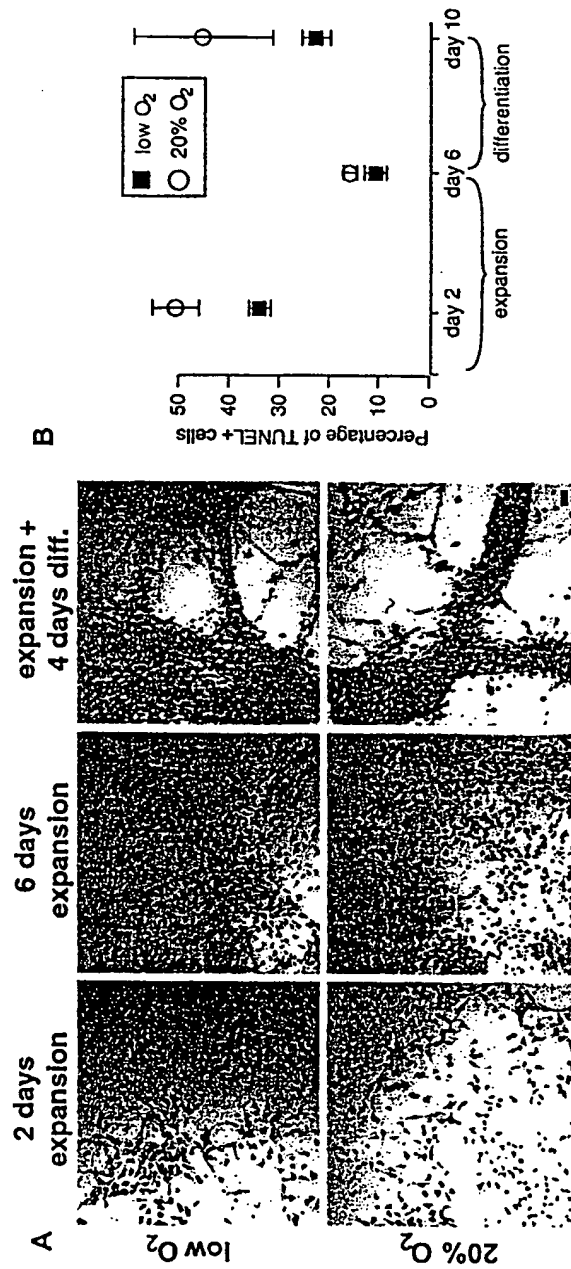 A
2 days
expansion
6 days
expansion
expansion +
4 days diff.
low O₂
20% O₂
B
low O₂
20% O₂
Percentage of TUNEL+ cells
50
40
30
20
10
0
day 2
day 6
day 10
expansion
differentiation